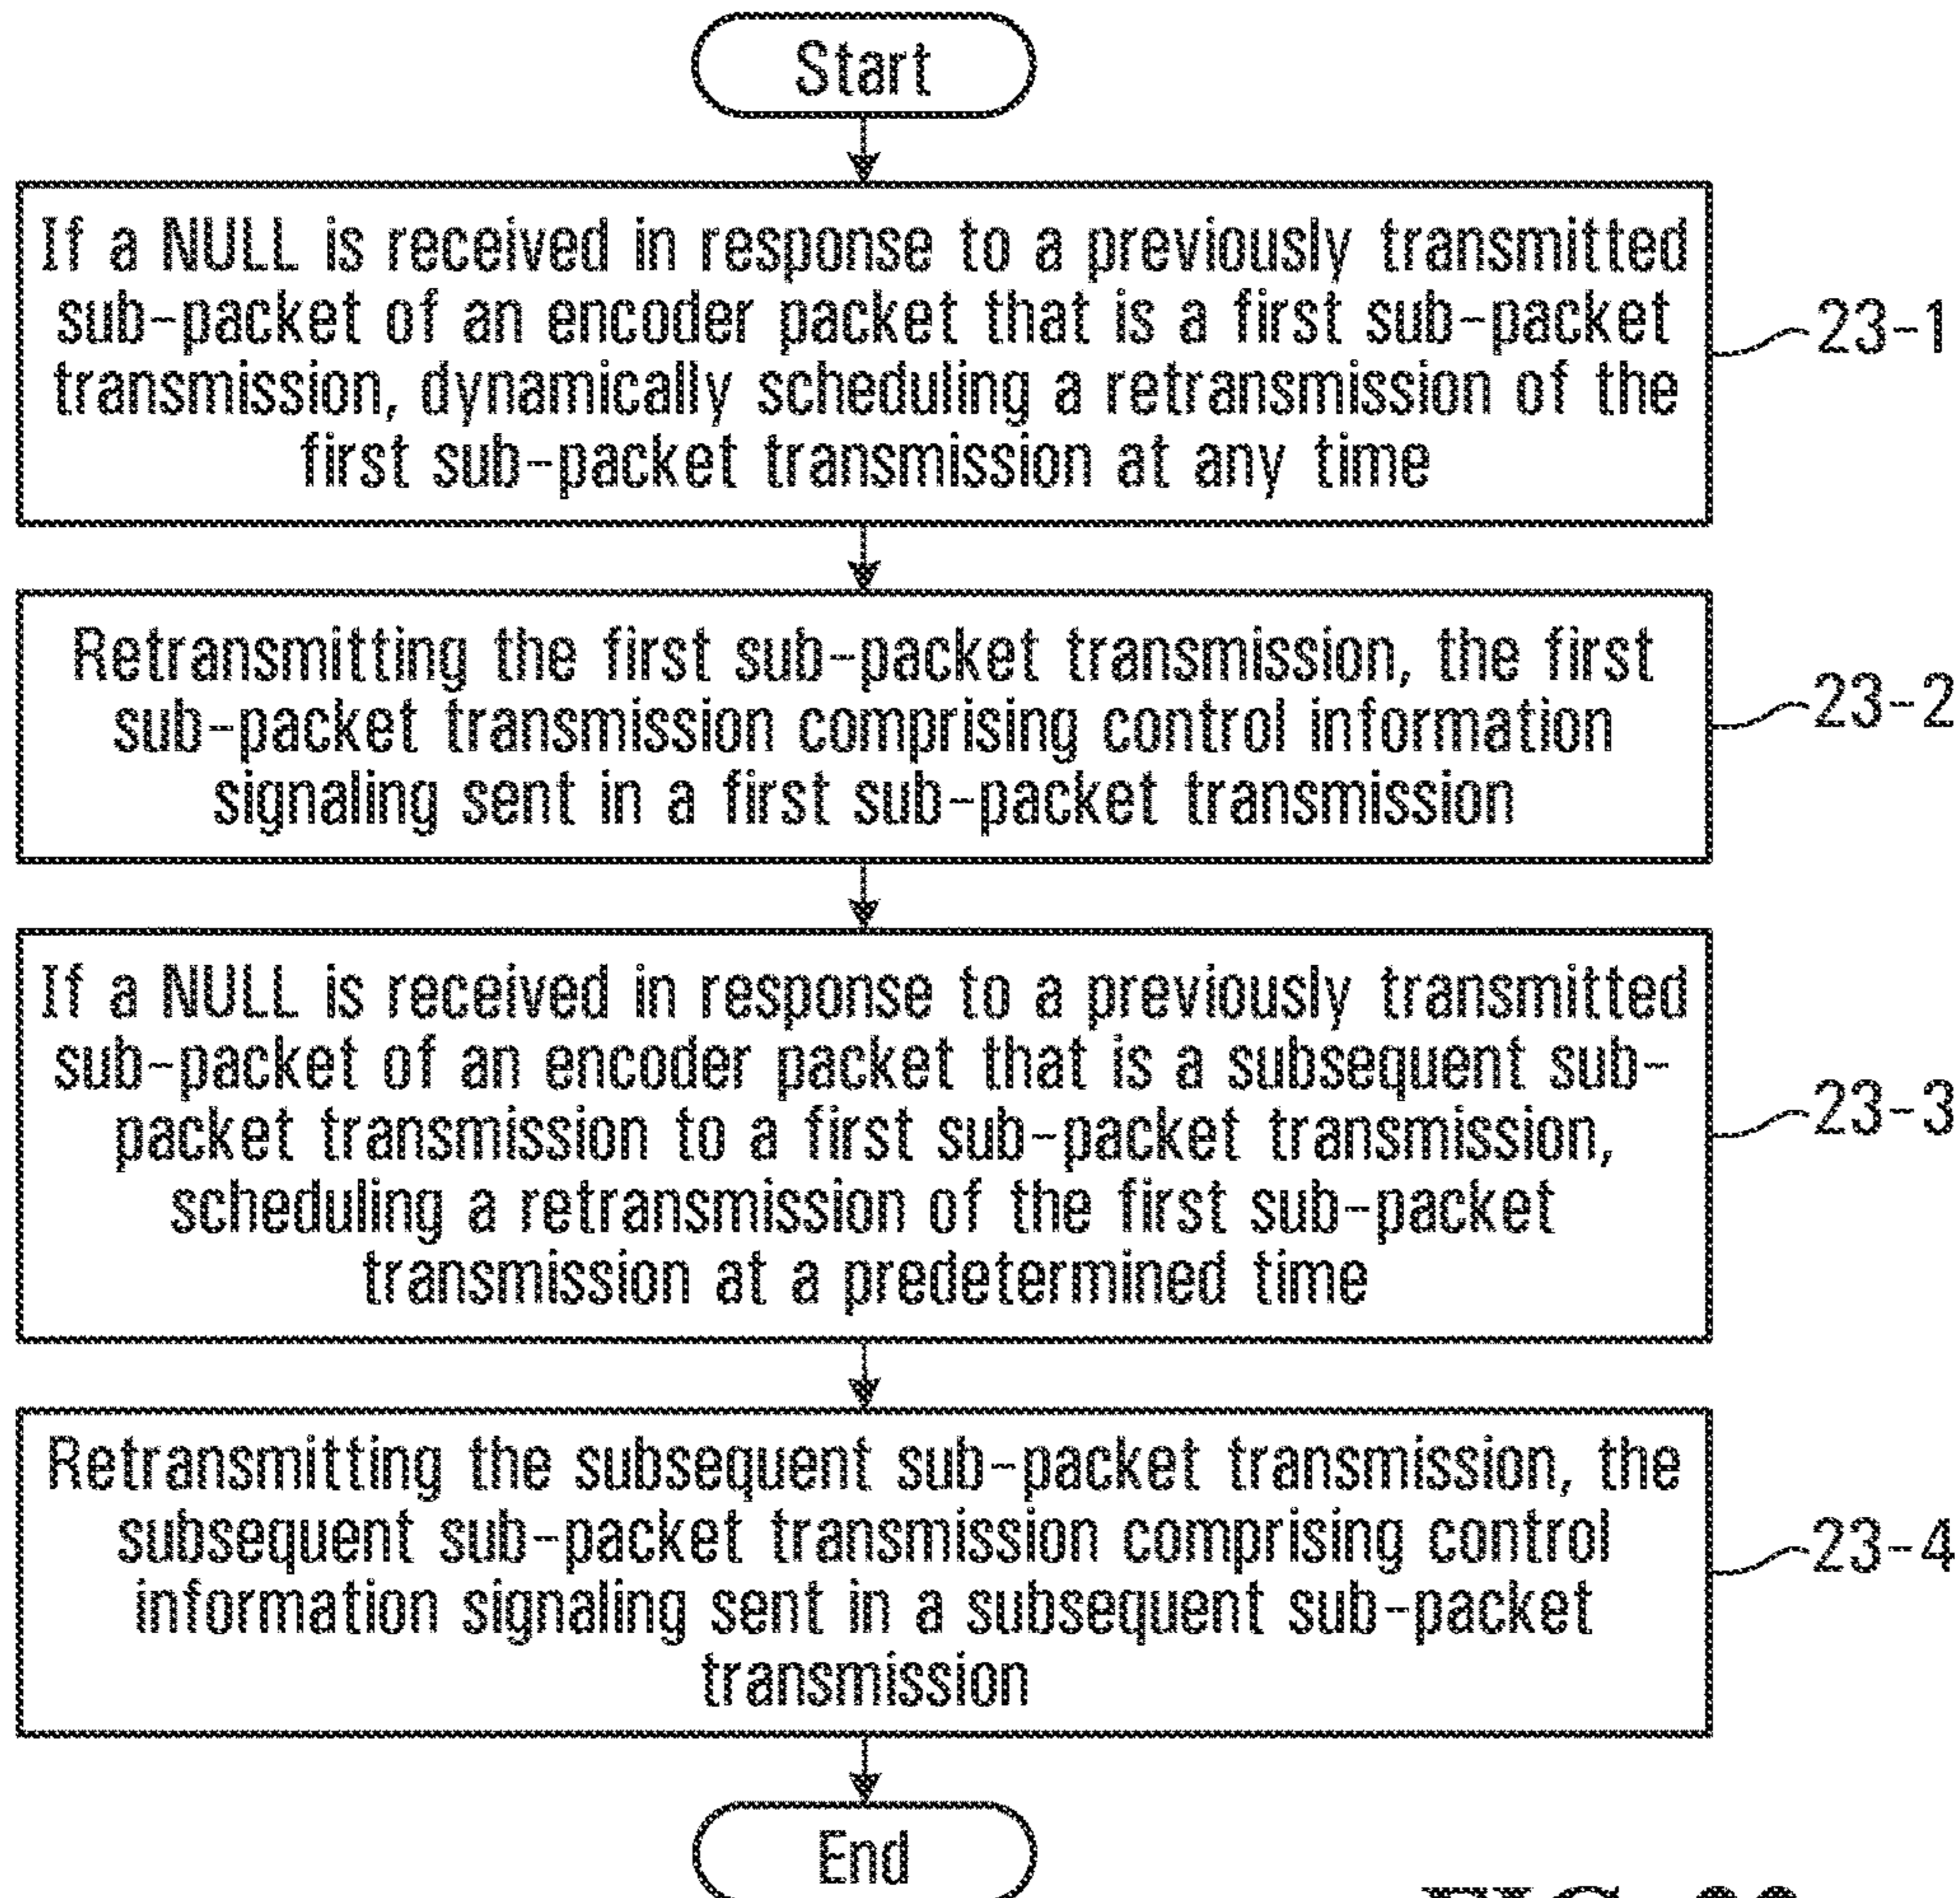 Start
If a NULL is received in response to a previously transmitted
sub-packet of an encoder packet that is a first sub-packet
transmission, dynamically scheduling a retransmission of the
first sub-packet transmission at any time
23-1
Retransmitting the first sub-packet transmission, the first
sub-packet transmission comprising control information
signaling sent in a first sub-packet transmission
23-2
If a NULL is received in response to a previously transmitted
sub-packet of an encoder packet that is a subsequent sub-
packet transmission to a first sub-packet transmission,
scheduling a retransmission of the first sub-packet
transmission at a predetermined time
23-3
Retransmitting the subsequent sub-packet transmission, the
subsequent sub-packet transmission comprising control
information signaling sent in a subsequent sub-packet
transmission
23-4
End